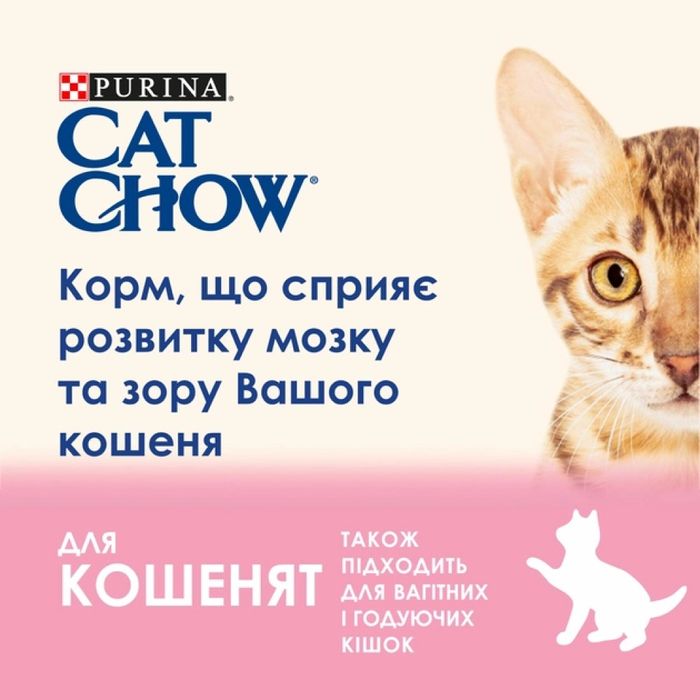 PURINA
CAT
CHOW®
Корм, що сприяє
розвитку мозку
та зору Вашого
кошеня
ДЛЯ
КОШЕНЯТ
ТАКОЖ
ПІДХОДИТЬ
ДЛЯ ВАГІТНИХ
І ГОДУЮЧИХ
КІШОК